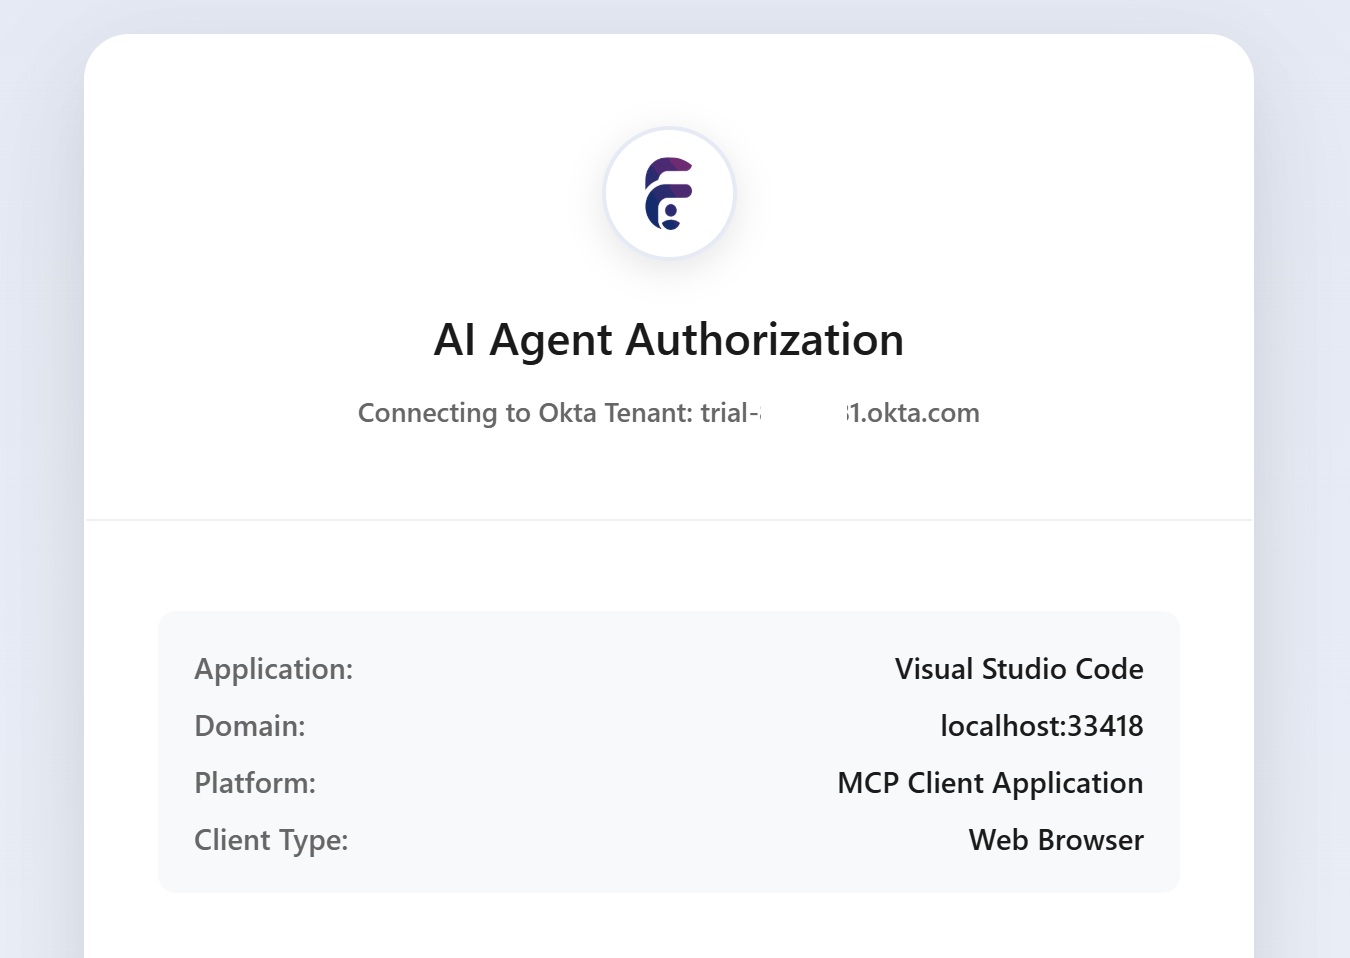 AI Agent Authorization
Connecting to Okta Tenant: trial- 1.okta.com
Application: Visual Studio Code
Domain: localhost:33418
Platform: MCP Client Application
Client Type: Web Browser